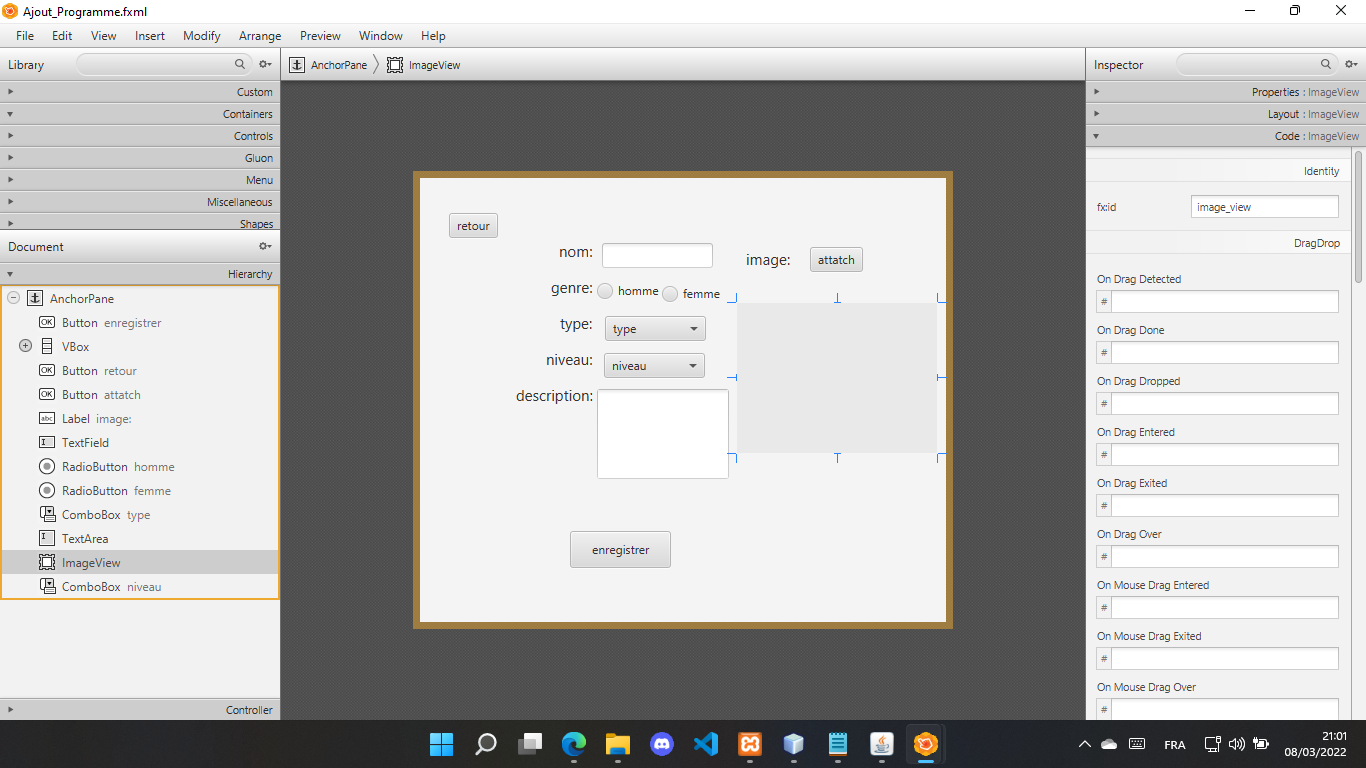 Ajout_Programme.fxml
File Edit View Insert Modify Arrange Preview Window Help
Library
Custom
Containers
Controls
Gluon
Menu
Miscellaneous
Shapes
Document
Hierarchy
AnchorPane
OK Button enregistrer
VBox
OK Button retour
OK Button attatch
abc Label image:
TextField
RadioButton homme
RadioButton femme
ComboBox type
TextArea
ImageView
ComboBox niveau
Controller
AnchorPane ImageView
retour
nom:
image: attatch
genre: homme femme
type: type
niveau: niveau
description:
enregistrer
Inspector
Properties : ImageView
Layout : ImageView
Code : ImageView
Identity
fx:id image_view
DragDrop
On Drag Detected
#
On Drag Done
#
On Drag Dropped
#
On Drag Entered
#
On Drag Exited
#
On Drag Over
#
On Mouse Drag Entered
#
On Mouse Drag Exited
#
On Mouse Drag Over
#
FRA
21:01
08/03/2022